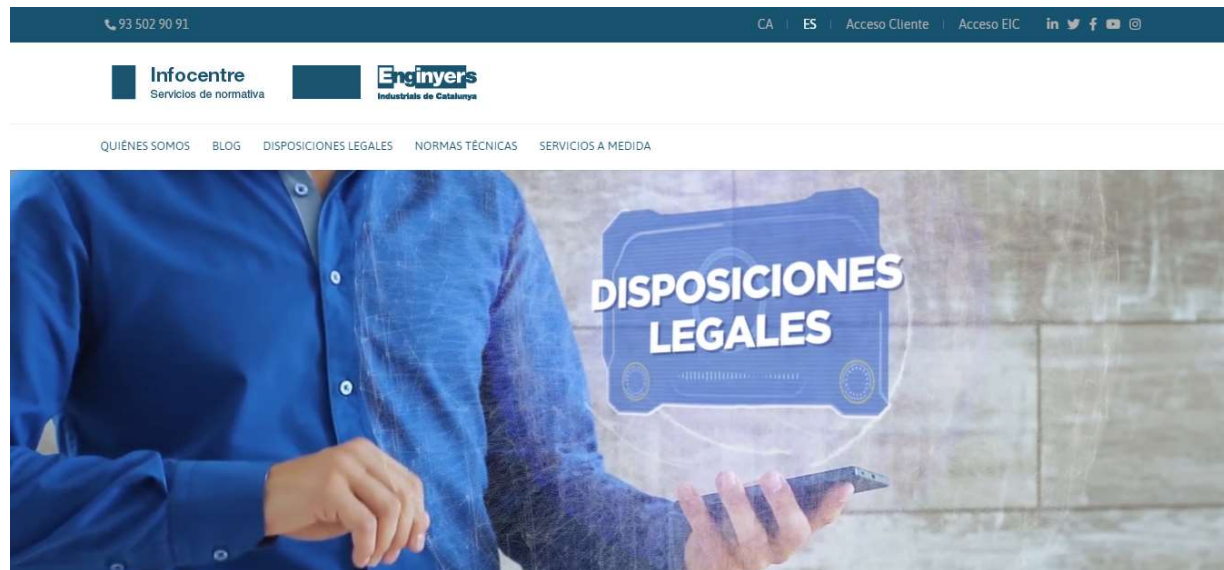 93 502 90 91
CA | ES | Acceso Cliente | Acceso EIC
Infocentre
Servicios de normativa
Enginyers
Industrials de Catalunya
QUIÉNES SOMOS BLOG DISPOSICIONES LEGALES NORMAS TÉCNICAS SERVICIOS A MEDIDA
DISPOSICIONES
LEGALES